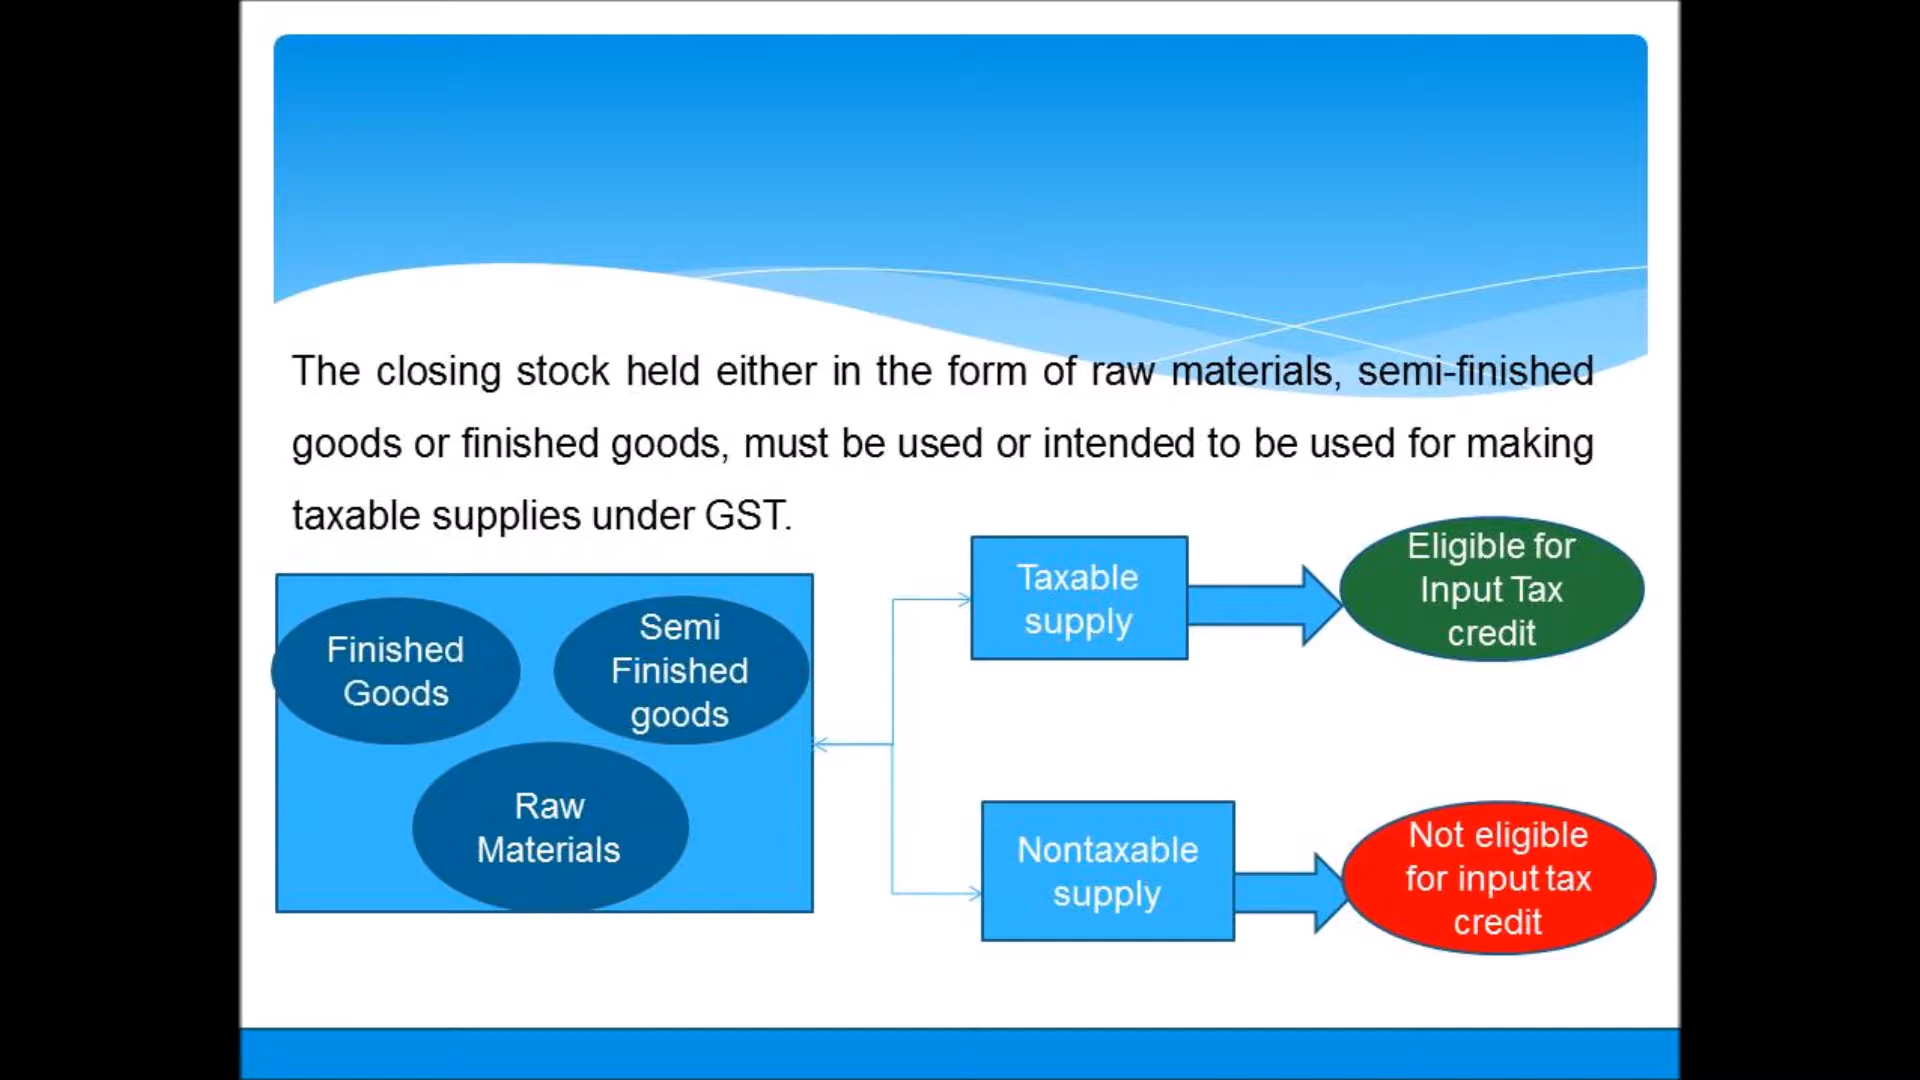 The closing stock held either in the form of raw materials, semi-finished
goods or finished goods, must be used or intended to be used for making
taxable supplies under GST.
Finished
Goods
Semi
Finished
goods
Raw
Materials
Taxable
supply
Eligible for
Input Tax
credit
Nontaxable
supply
Not eligible
for input tax
credit